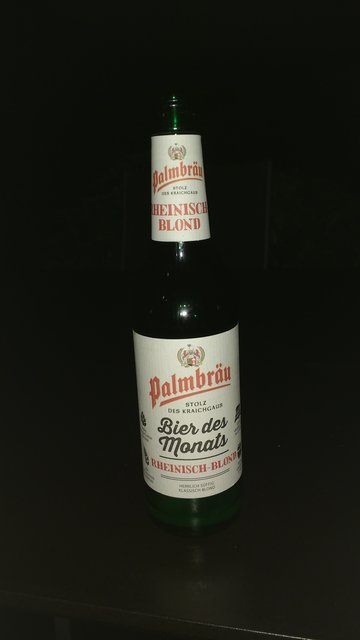 Palmbräu
STOLZ
DES KRAICHGAUS
RHEINISCH
BLOND
Palmbräu
STOLZ
DES KRAICHGAUS
Bier des
Monats
RHEINISCH-BLOND
HERRLICH SÜFFIG
KLASSISCH BLOND